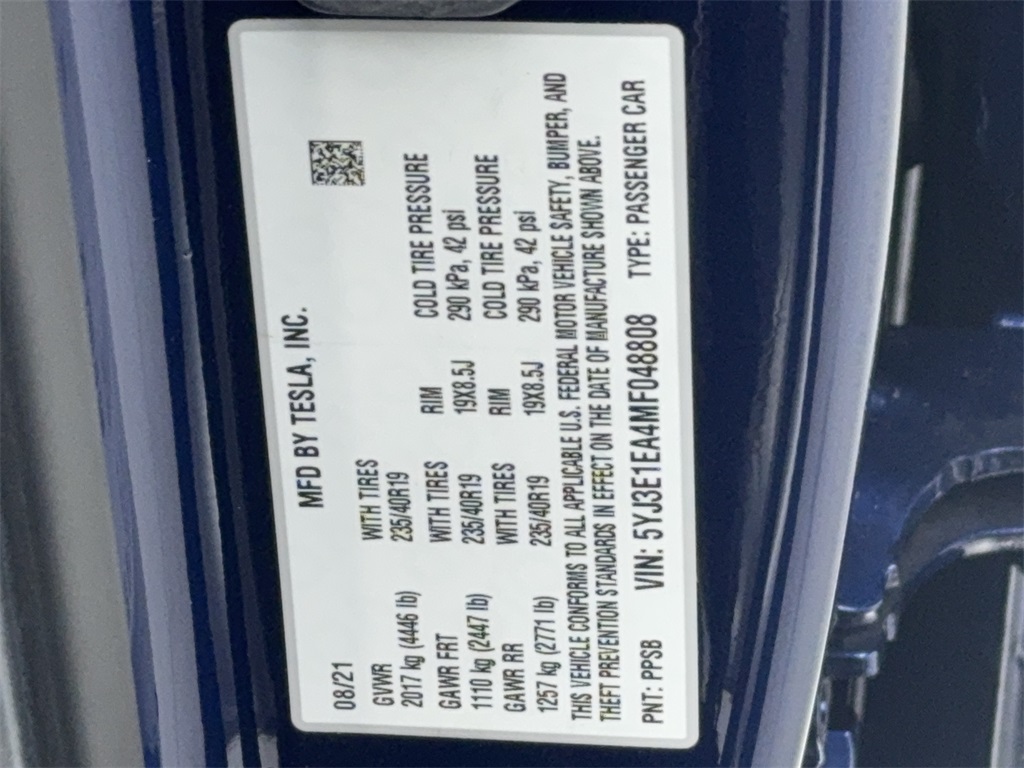 MFD BY TESLA, INC.
08/21
GVWR WITH TIRES
2017 kg (4446 lb) 235/40R19
GAWR FRT WITH TIRES RIM COLD TIRE PRESSURE
1110 kg (2447 lb) 235/40R19 19X8.5J 290 kPa, 42 psi
GAWR RR WITH TIRES RIM COLD TIRE PRESSURE
1257 kg (2771 lb) 235/40R19 19X8.5J 290 kPa, 42 psi
THIS VEHICLE CONFORMS TO ALL APPLICABLE U.S. FEDERAL MOTOR VEHICLE SAFETY, BUMPER, AND
THEFT PREVENTION STANDARDS IN EFFECT ON THE DATE OF MANUFACTURE SHOWN ABOVE.
PNT: PPSB VIN: 5YJ3E1EA4MF048808 TYPE: PASSENGER CAR